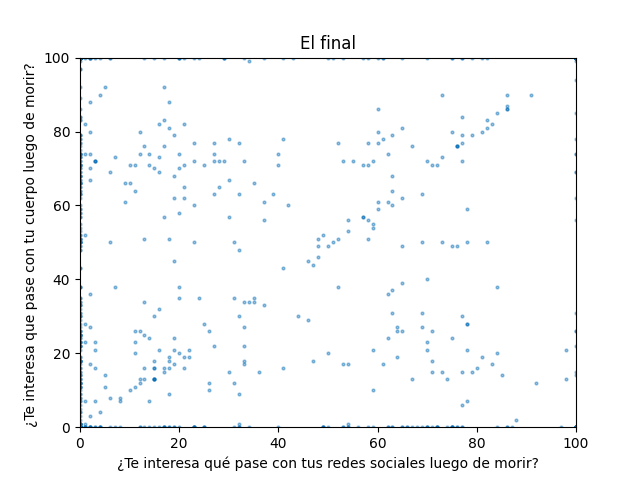 El final
¿Te interesa que pase con tu cuerpo luego de morir?
100
80
60
40
20
0
0 20 40 60 80 100
¿Te interesa qué pase con tus redes sociales luego de morir?